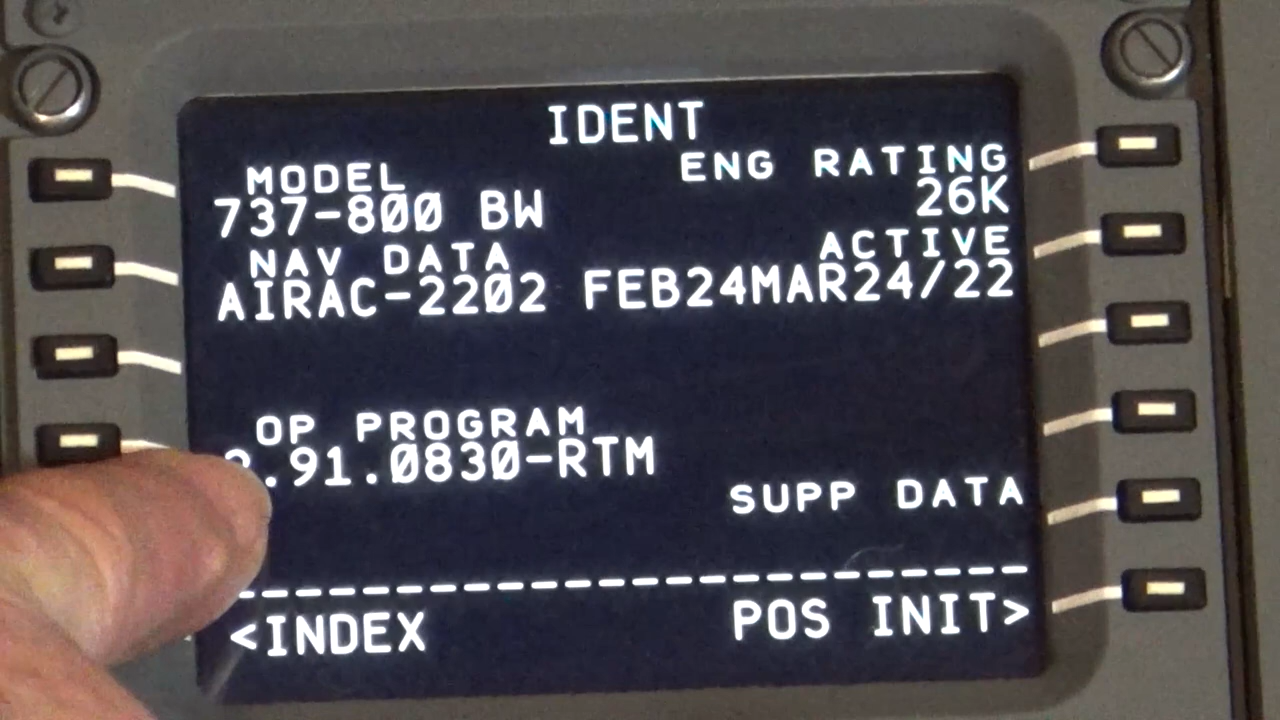 IDENT
MODEL ENG RATING
737-800 BW 26K
NAV DATA ACTIVE
AIRAC-2202 FEB24MAR24/22
OP PROGRAM
.91.0830-RTM
SUPP DATA
------------------------
<INDEX POS INIT>